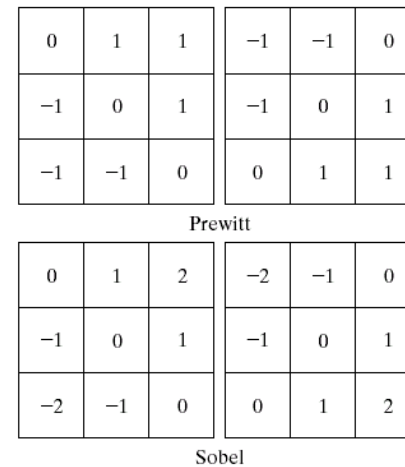 0 1 1 −1 −1 0
−1 0 1 −1 0 1
−1 −1 0 0 1 1
Prewitt
0 1 2 −2 −1 0
−1 0 1 −1 0 1
−2 −1 0 0 1 2
Sobel